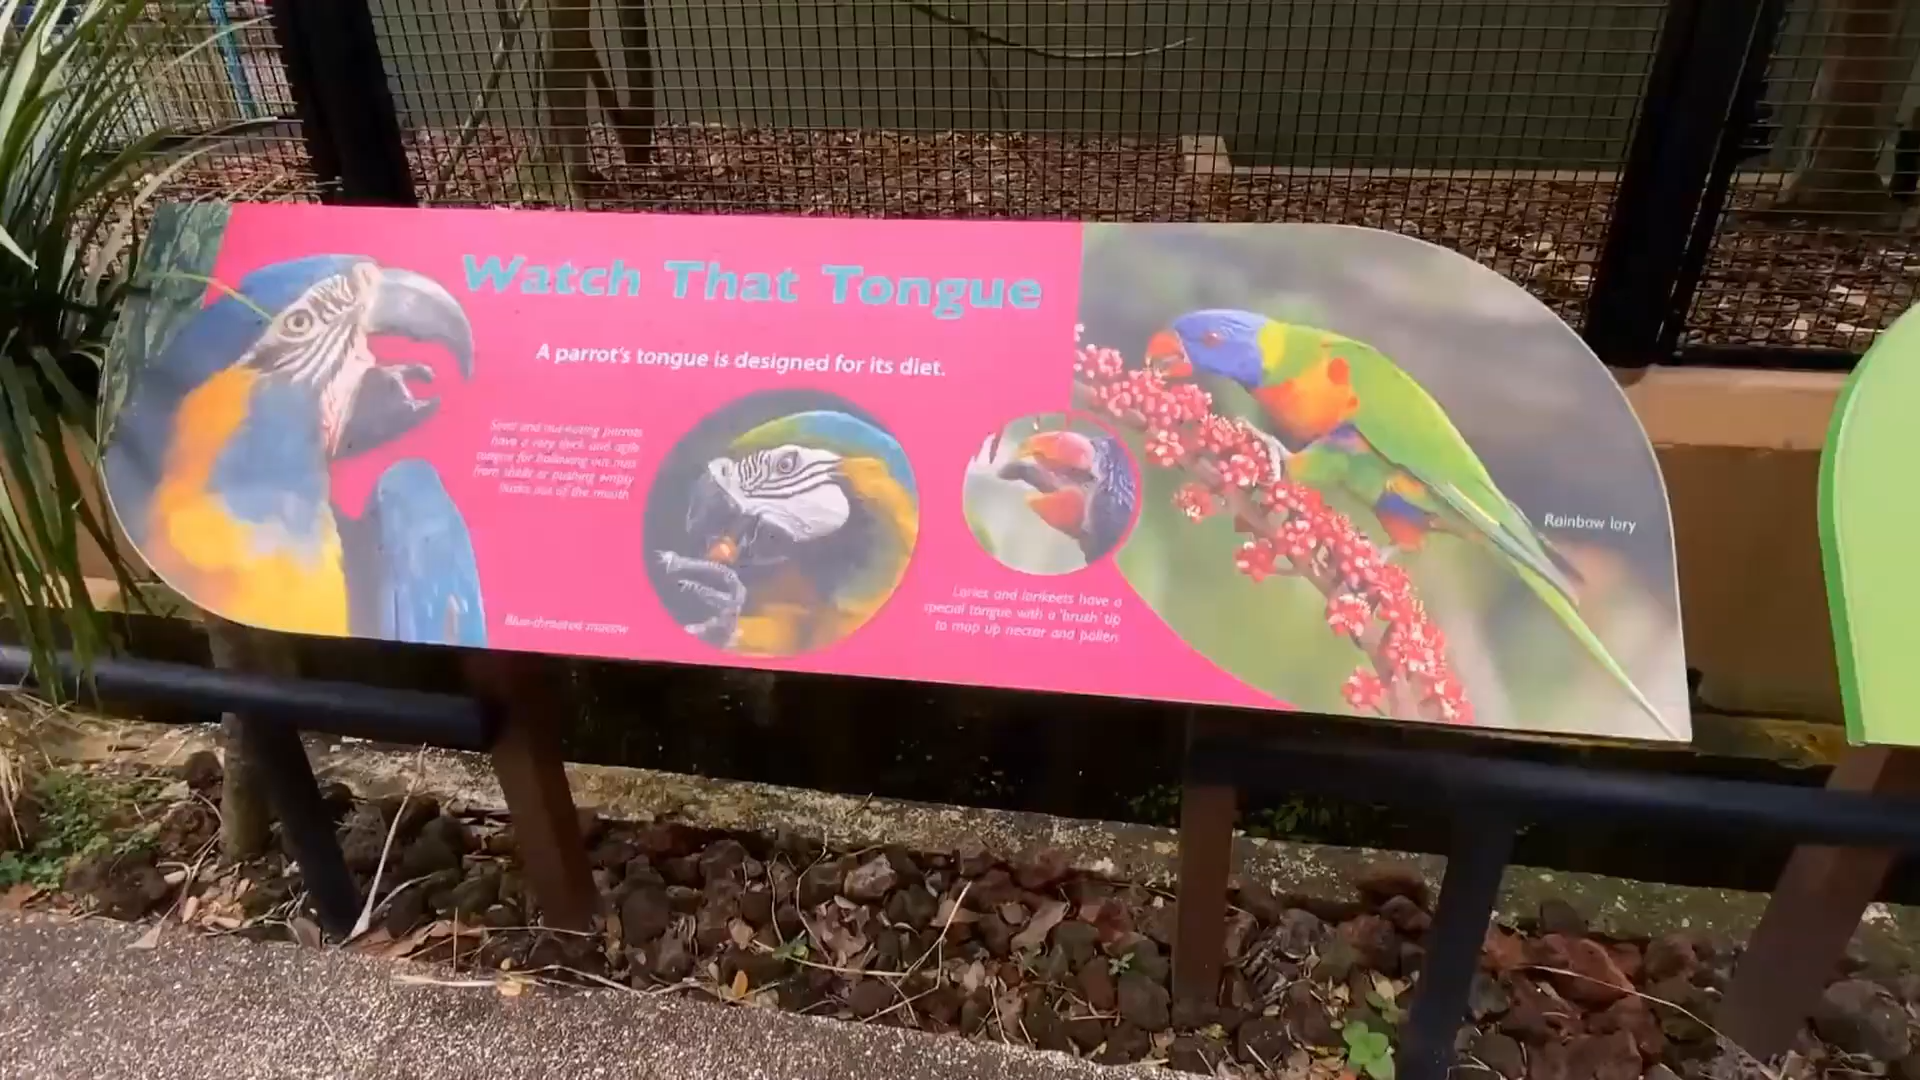 Watch That Tongue
A parrot's tongue is designed for its diet.
Seed and nut-eating parrots
have a very thick and agile
tongue for hollowing out nuts
from shells or pushing empty
husks out of the mouth
Blue-throated macaw
Lories and lorikeets have a
special tongue with a 'brush' tip
to mop up nectar and pollen
Rainbow lory